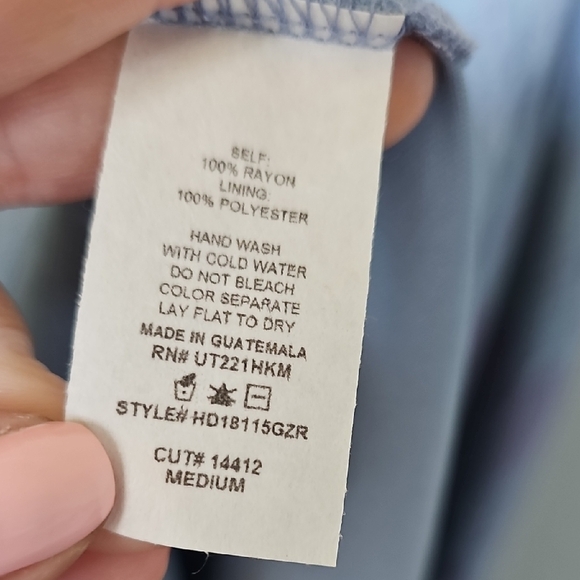 SELF:
100% RAYON
LINING:
100% POLYESTER
HAND WASH
WITH COLD WATER
DO NOT BLEACH
COLOR SEPARATE
LAY FLAT TO DRY
MADE IN GUATEMALA
RN# UT221HKM
STYLE# HD18115GZR
CUT# 14412
MEDIUM